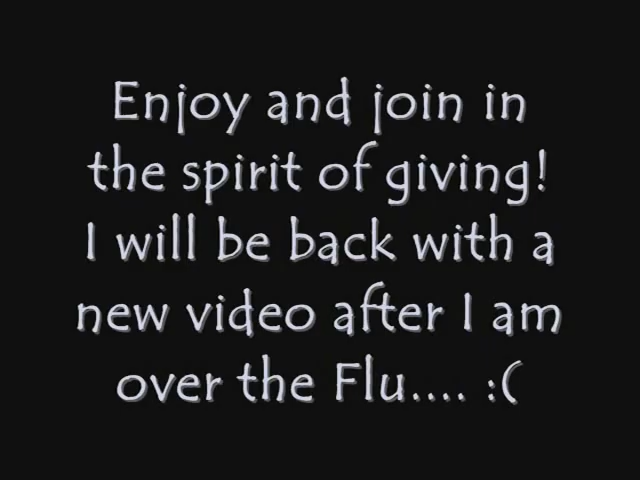 Enjoy and join in
the spirit of giving!
I will be back with a
new video after I am
over the Flu.... :(